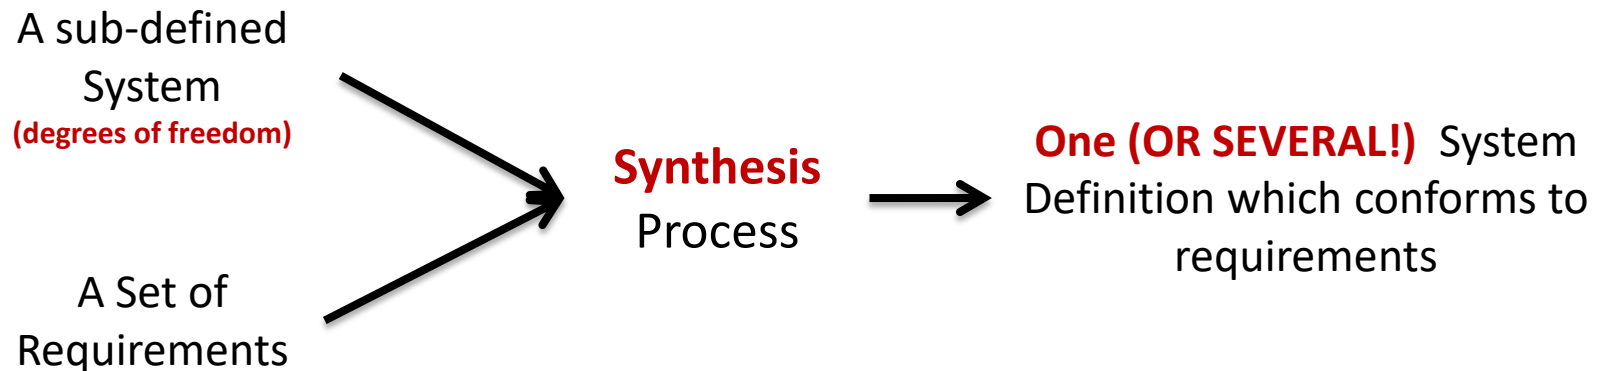 A sub-defined
System
(degrees of freedom)
A Set of
Requirements
Synthesis
Process
One (OR SEVERAL!) System
Definition which conforms to
requirements